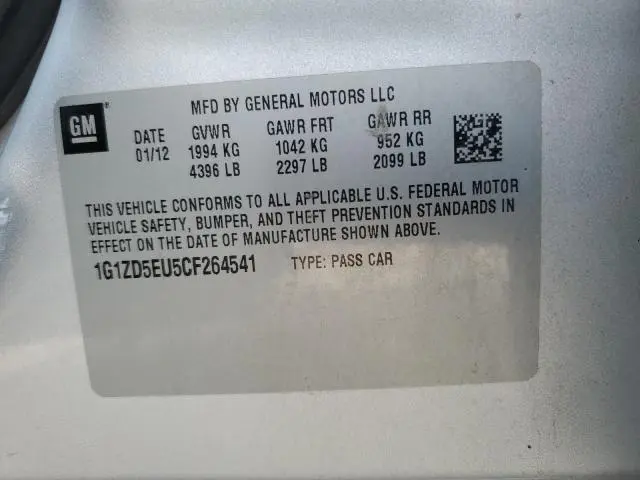 MFD BY GENERAL MOTORS LLC
GM®
DATE GVWR GAWR FRT GAWR RR
01/12 1994 KG 1042 KG 952 KG
4396 LB 2297 LB 2099 LB
THIS VEHICLE CONFORMS TO ALL APPLICABLE U.S. FEDERAL MOTOR
VEHICLE SAFETY, BUMPER, AND THEFT PREVENTION STANDARDS IN
EFFECT ON THE DATE OF MANUFACTURE SHOWN ABOVE.
1G1ZD5EU5CF264541 TYPE: PASS CAR